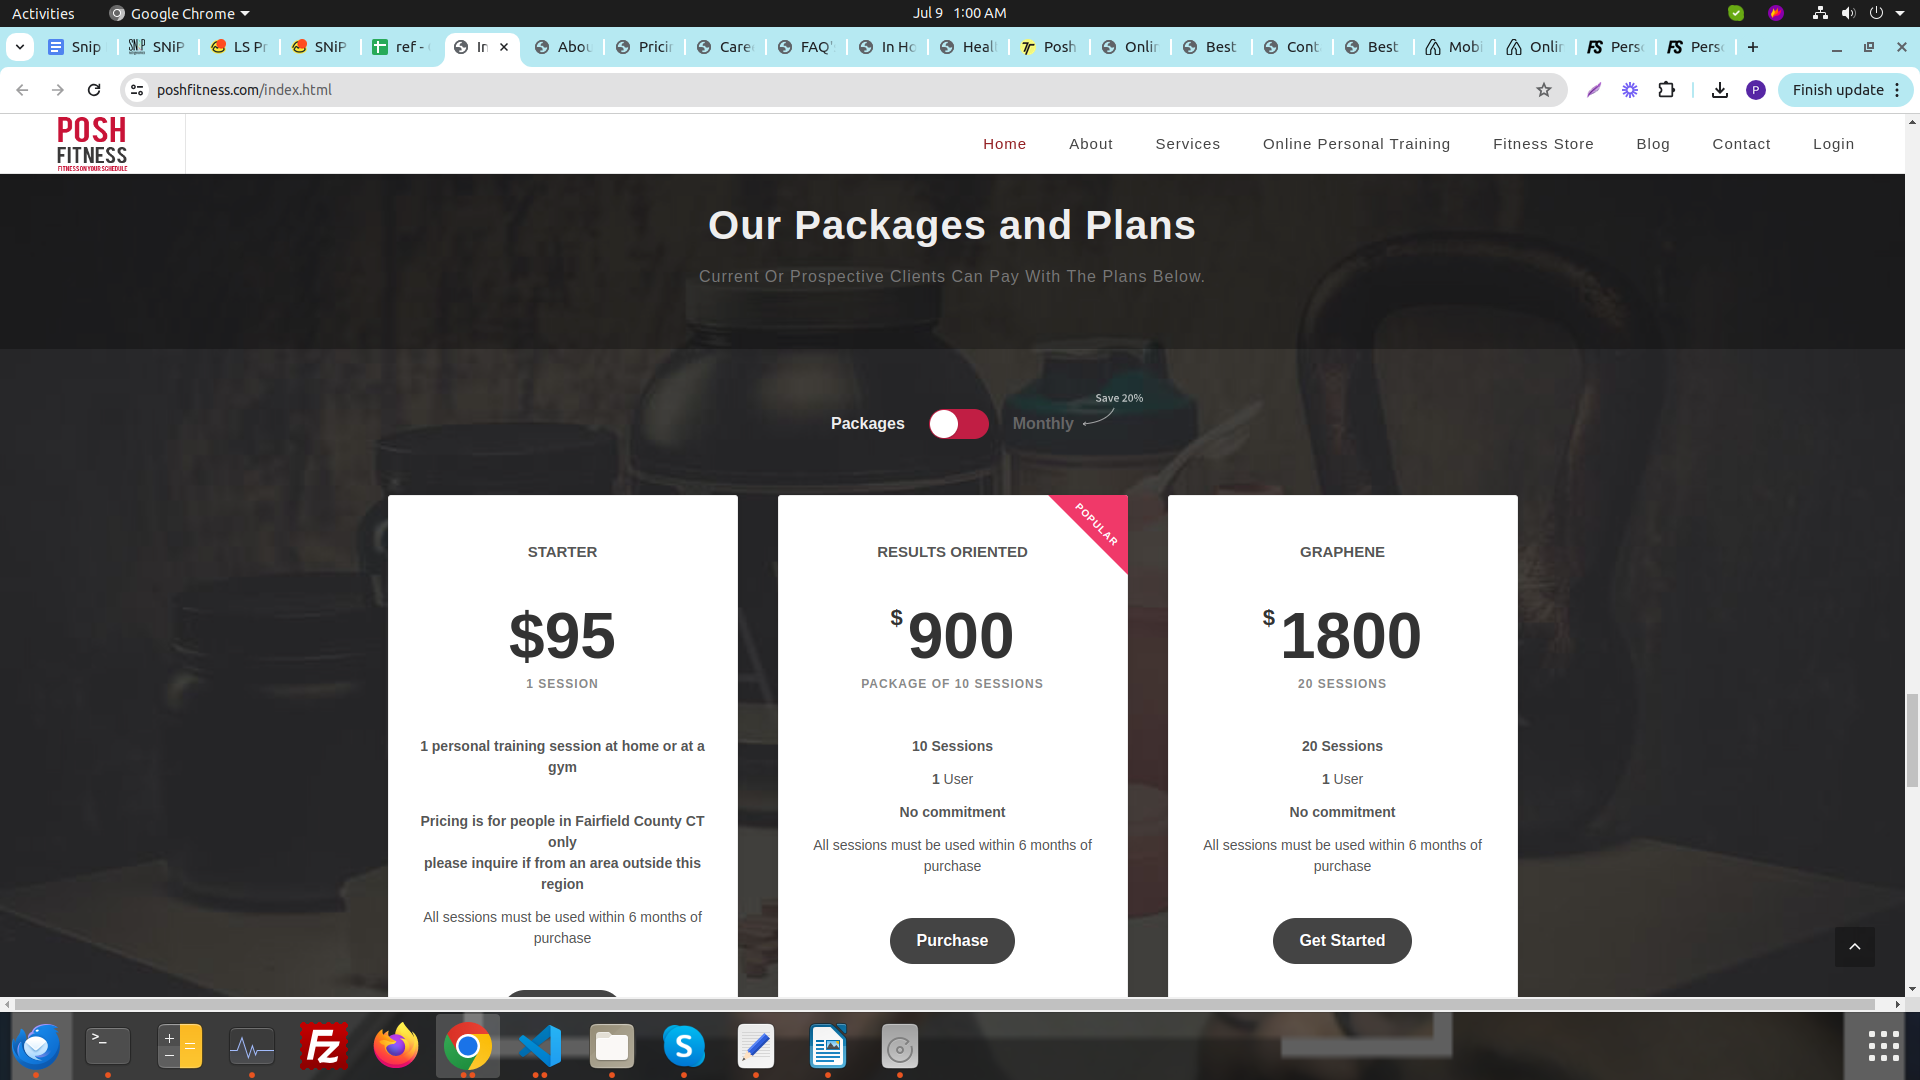 Activities
Google Chrome
Jul 9 1:00 AM
Snip
SNiP
LS Pr
SNiP
ref -
In
Abou
Pricin
Care
FAQ'
In Ho
Healt
Posh
Onlin
Best
Cont
Best
Mobi
Onlin
Perso
Perso
poshfitness.com/index.html
P
Finish update
POSH
FITNESS
FITNESS ON YOUR SCHEDULE
Home
About
Services
Online Personal Training
Fitness Store
Blog
Contact
Login
Our Packages and Plans
Current Or Prospective Clients Can Pay With The Plans Below.
Save 20%
Packages
Monthly
STARTER
$95
1 SESSION
1 personal training session at home or at a
gym
Pricing is for people in Fairfield County CT
only
please inquire if from an area outside this
region
All sessions must be used within 6 months of
purchase
POPULAR
RESULTS ORIENTED
$900
PACKAGE OF 10 SESSIONS
10 Sessions
1 User
No commitment
All sessions must be used within 6 months of
purchase
Purchase
GRAPHENE
$1800
20 SESSIONS
20 Sessions
1 User
No commitment
All sessions must be used within 6 months of
purchase
Get Started